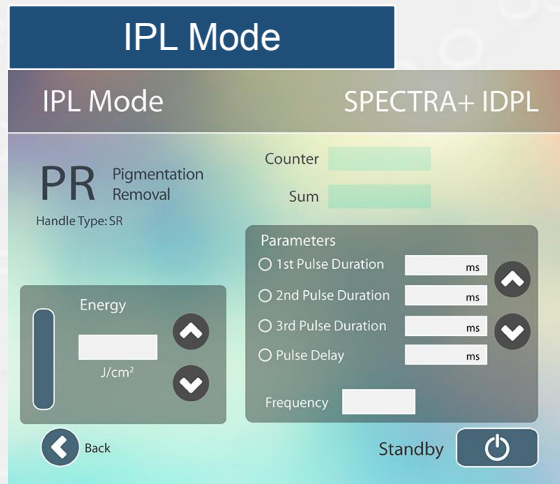 IPL Mode
IPL Mode
SPECTRA+ IDPL
PR
Pigmentation
Removal
Handle Type: SR
Counter
Sum
Energy
J/cm²
Parameters
1st Pulse Duration ms
2nd Pulse Duration ms
3rd Pulse Duration ms
Pulse Delay ms
Frequency
Back
Standby